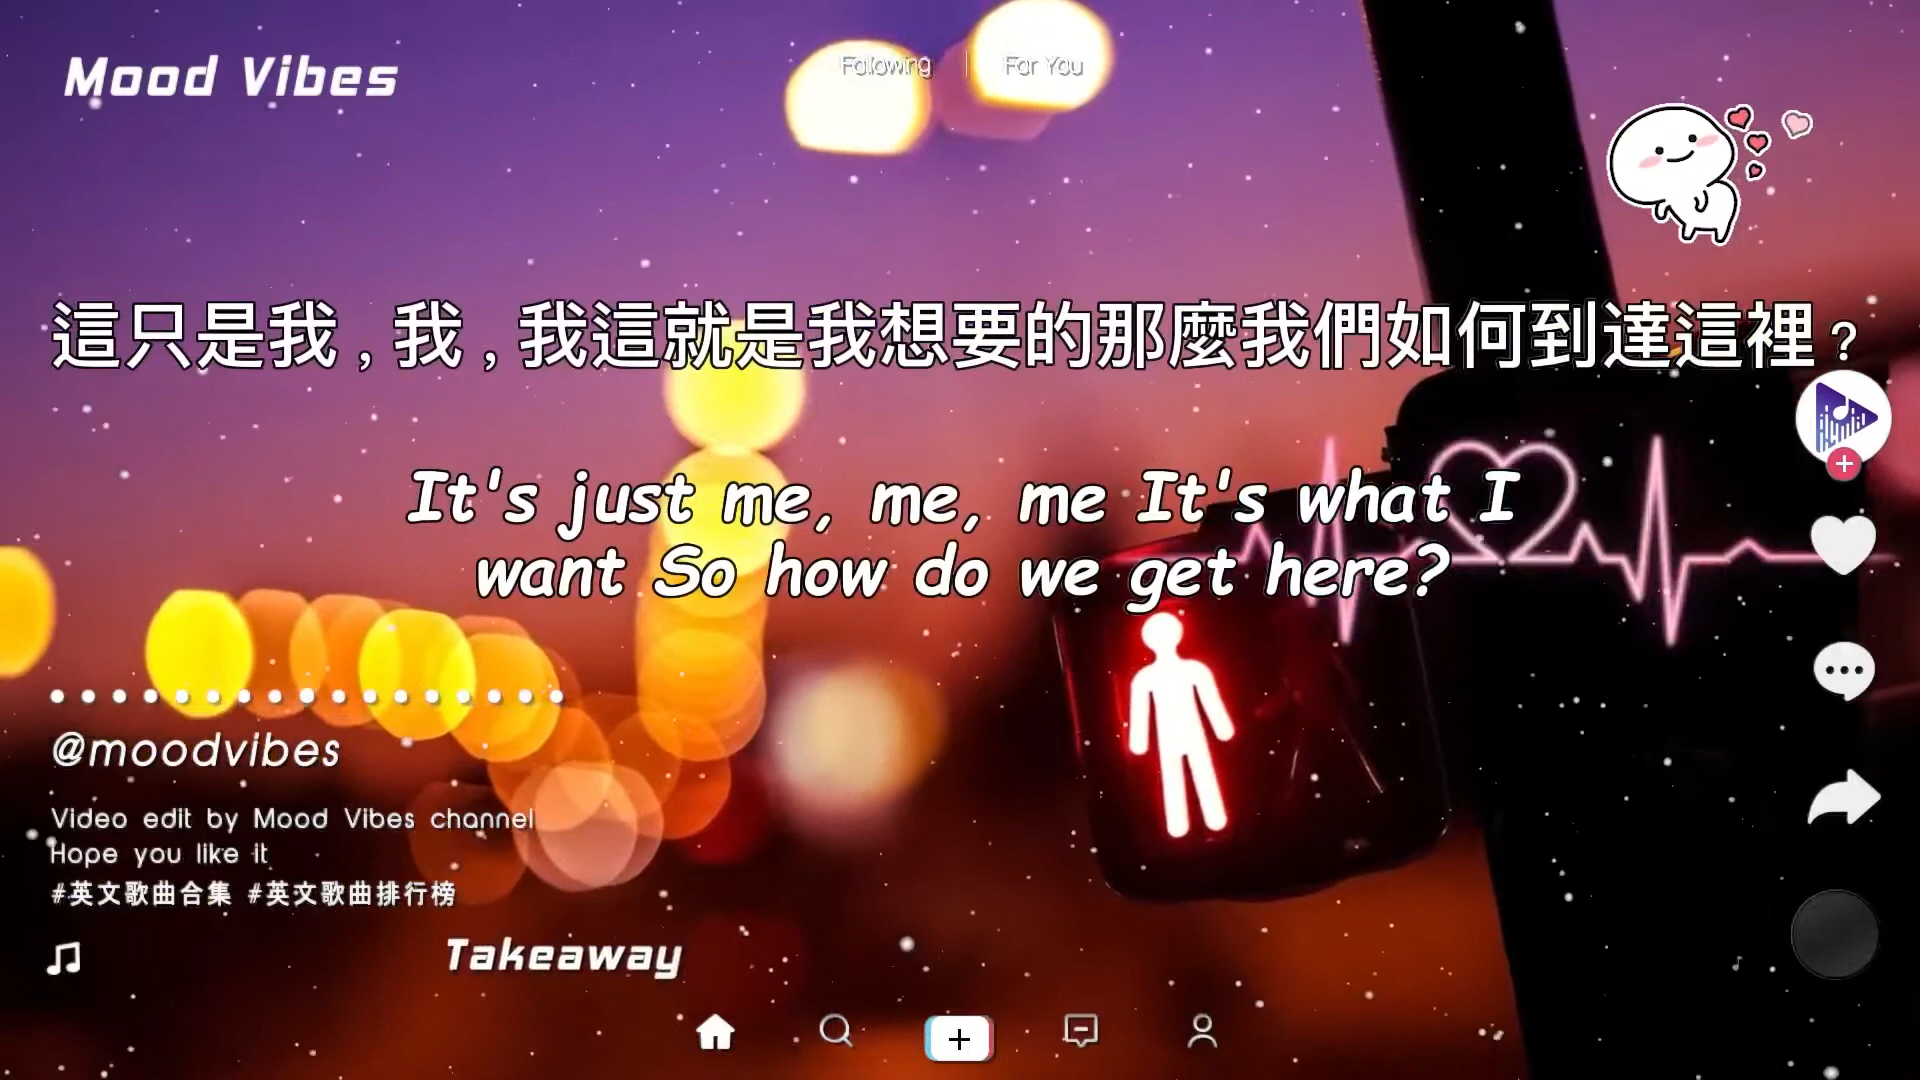 Mood Vibes
Following | For You
這只是我,我,我這就是我想要的那麼我們如何到達這裡?
It's just me, me, me It's what I
want So how do we get here?
@moodvibes
Video edit by Mood Vibes channel
Hope you like it
#英文歌曲合集 #英文歌曲排行榜
Takeaway